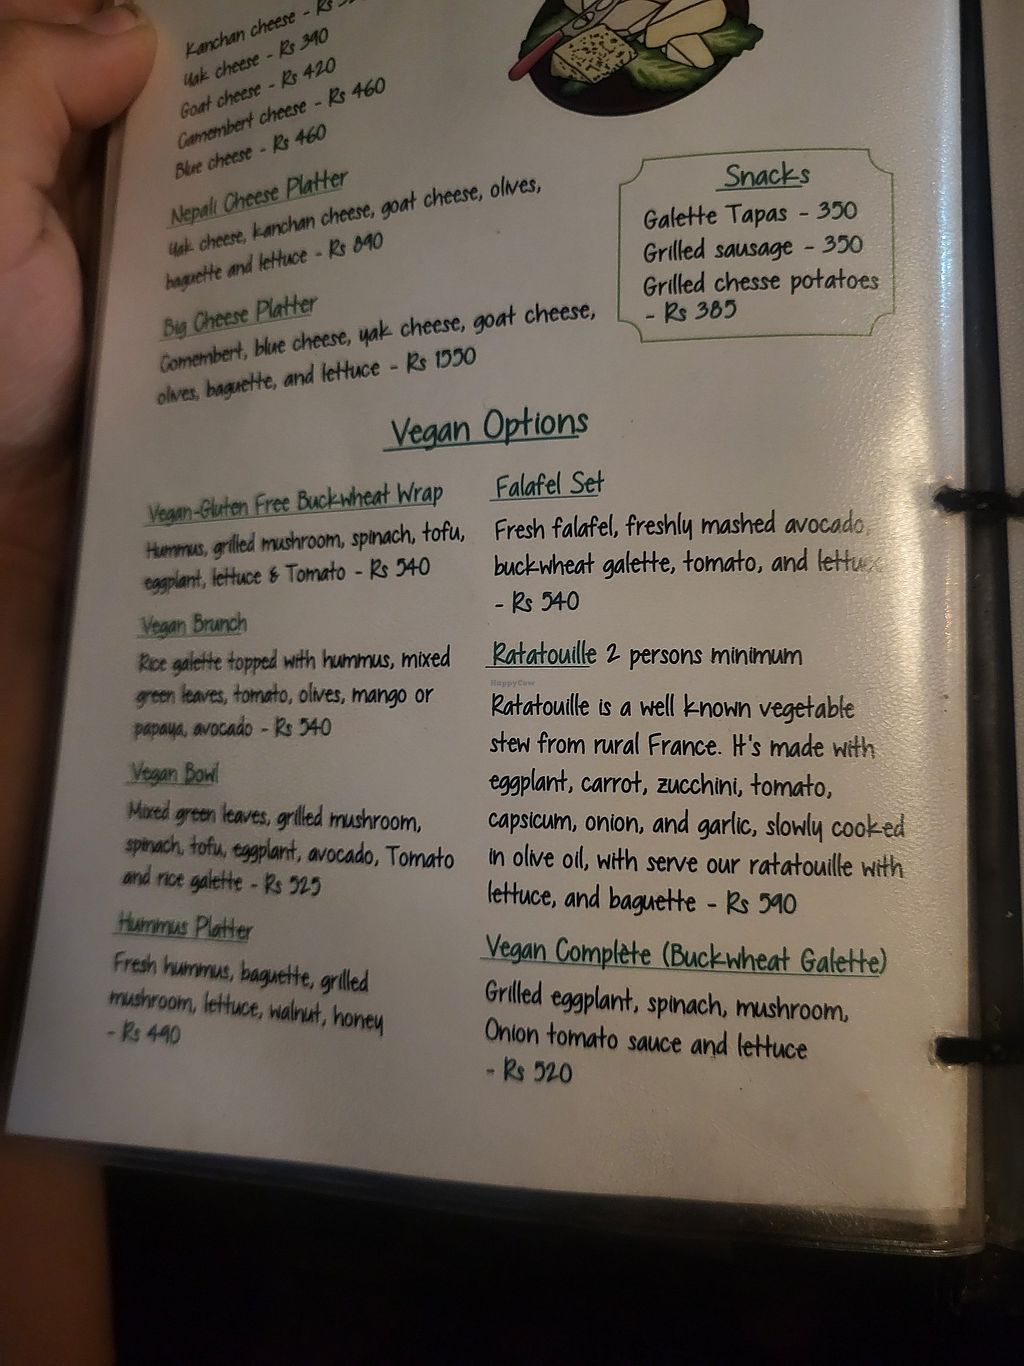 Kanchan cheese - Rs
Yak cheese - Rs 390
Goat cheese - Rs 420
Camembert cheese - Rs 460
Blue cheese - Rs 460
Nepali Cheese Platter
Yak cheese, kanchan cheese, goat cheese, olives,
baguette and lettuce - Rs 890
Big Cheese Platter
Comembert, blue cheese, yak cheese, goat cheese,
olives, baguette, and lettuce - Rs 1550
Snacks
Galette Tapas - 350
Grilled sausage - 350
Grilled chesse potatoes
- Rs 385
Vegan Options
Vegan-Gluten Free Buckwheat Wrap
Hummus, grilled mushroom, spinach, tofu,
eggplant, lettuce & Tomato - Rs 540
Vegan Brunch
Rice galette topped with hummus, mixed
green leaves, tomato, olives, mango or
papaya, avocado - Rs 540
Vegan Bowl
Mixed green leaves, grilled mushroom,
spinach, tofu, eggplant, avocado, Tomato
and rice galette - Rs 525
Hummus Platter
Fresh hummus, baguette, grilled
mushroom, lettuce, walnut, honey
- Rs 490
Falafel Set
Fresh falafel, freshly mashed avocado,
buckwheat galette, tomato, and lettuce
- Rs 540
Ratatouille 2 persons minimum
HappyCow
Ratatouille is a well known vegetable
stew from rural France. It's made with
eggplant, carrot, zucchini, tomato,
capsicum, onion, and garlic, slowly cooked
in olive oil, with serve our ratatouille with
lettuce, and baguette - Rs 590
Vegan Complète (Buckwheat Galette)
Grilled eggplant, spinach, mushroom,
Onion tomato sauce and lettuce
- Rs 520